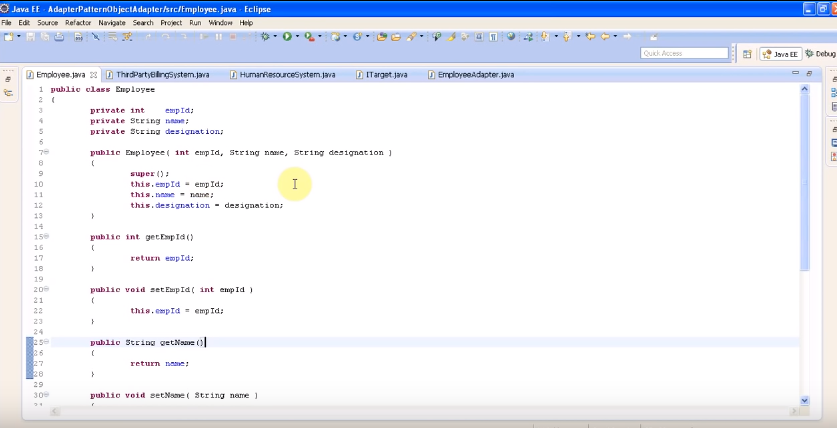 Java EE - AdapterPatternObjectAdapter/src/Employee.java - Eclipse
File Edit Source Refactor Navigate Search Project Run Window Help
Quick Access
Java EE Debug
Employee.java ThirdPartyBillingSystem.java HumanResourceSystem.java ITarget.java EmployeeAdapter.java
1 public class Employee
2 {
3 private int empId;
4 private String name;
5 private String designation;
6
7 public Employee( int empId, String name, String designation )
8 {
9 super();
10 this.empId = empId;
11 this.name = name;
12 this.designation = designation;
13 }
14
15 public int getEmpId()
16 {
17 return empId;
18 }
19
20 public void setEmpId( int empId )
21 {
22 this.empId = empId;
23 }
24
25 public String getName()
26 {
27 return name;
28 }
29
30 public void setName( String name )